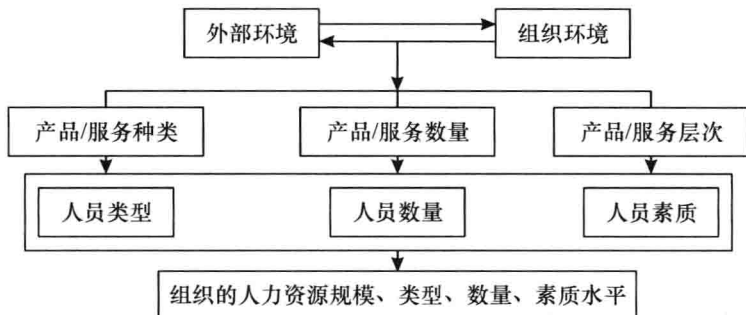 外部环境
组织环境
产品/服务种类
产品/服务数量
产品/服务层次
人员类型
人员数量
人员素质
组织的人力资源规模、类型、数量、素质水平